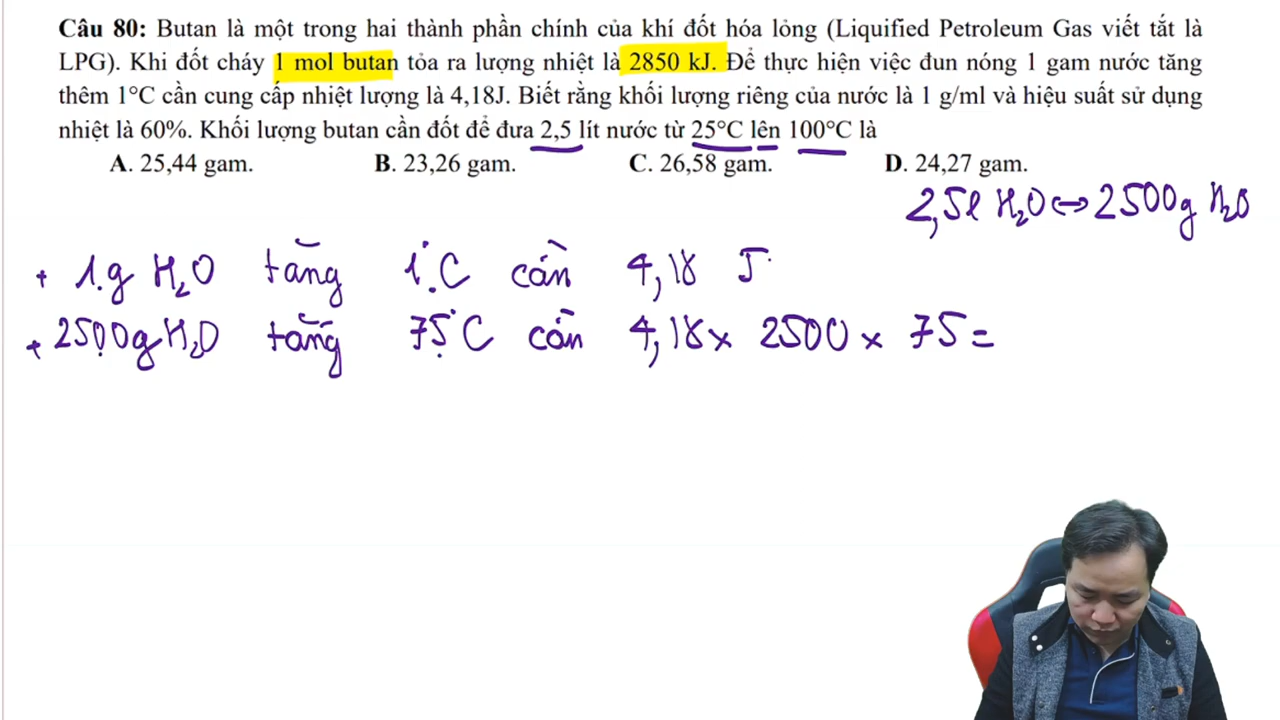 Câu 80: Butan là một trong hai thành phần chính của khí đốt hóa lỏng (Liquified Petroleum Gas viết tắt là
LPG). Khi đốt cháy 1 mol butan tỏa ra lượng nhiệt là 2850 kJ. Để thực hiện việc đun nóng 1 gam nước tăng
thêm 1°C cần cung cấp nhiệt lượng là 4,18J. Biết rằng khối lượng riêng của nước là 1 g/ml và hiệu suất sử dụng
nhiệt là 60%. Khối lượng butan cần đốt để đưa 2,5 lít nước từ 25°C lên 100°C là
A. 25,44 gam. B. 23,26 gam. C. 26,58 gam. D. 24,27 gam.
2,5l H₂O ↔ 2500g H₂O
+ 1g H₂O tăng 1°C cần 4,18 J
+ 2500g H₂O tăng 75°C cần 4,18 x 2500 x 75 =